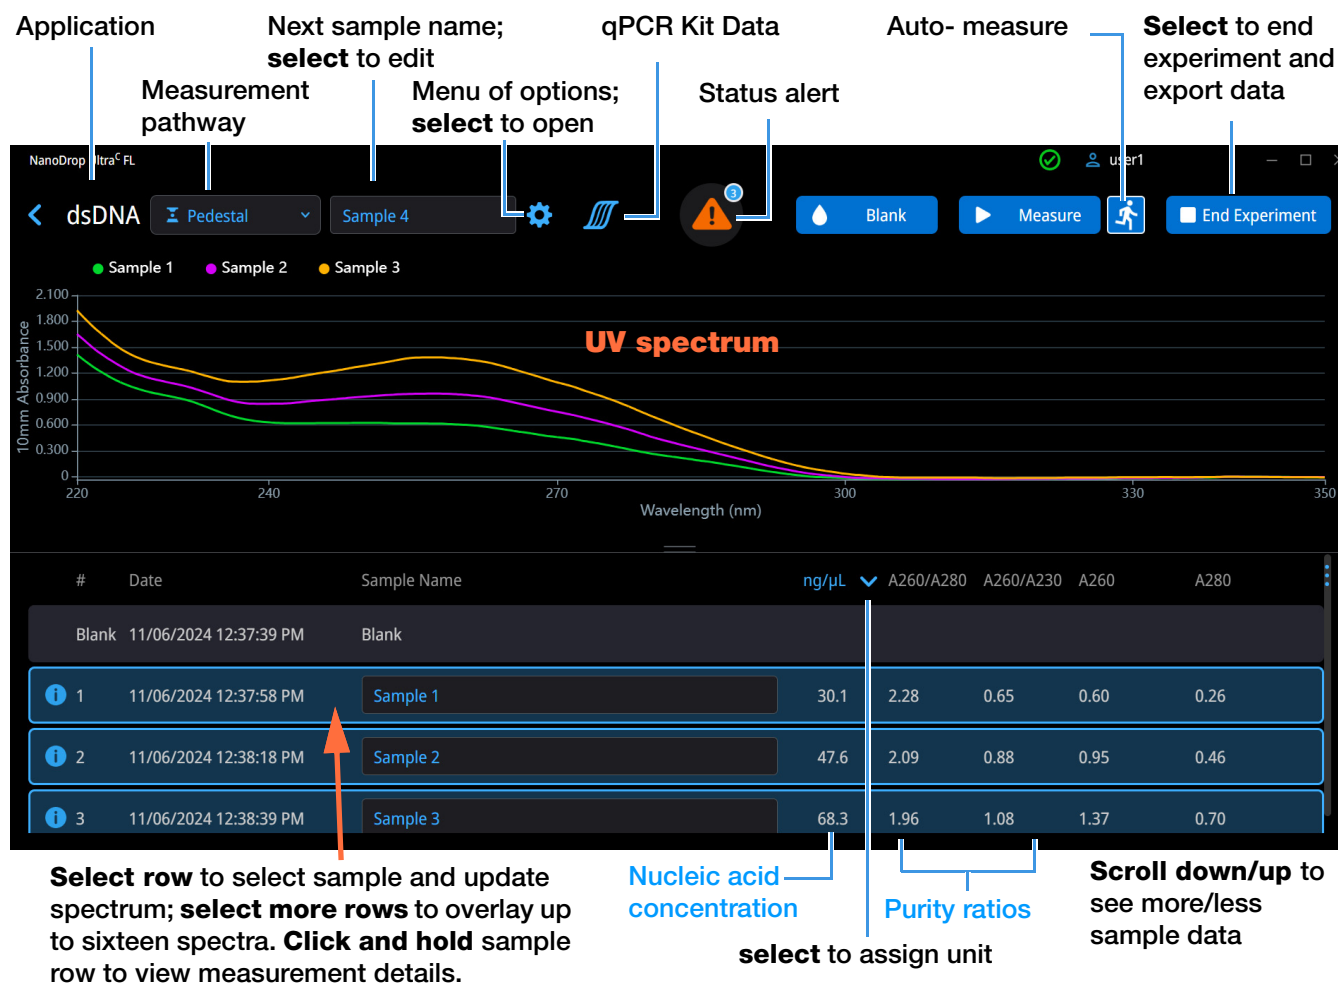 Application
Next sample name;
select to edit
qPCR Kit Data
Auto- measure
Select to end
experiment and
export data
Measurement
pathway
Menu of options;
select to open
Status alert
NanoDrop UltraC FL
user1
dsDNA
Pedestal
Sample 4
3
Blank
Measure
End Experiment
Sample 1 Sample 2 Sample 3
UV spectrum
10mm Absorbance
2.100
1.800
1.500
1.200
0.900
0.600
0.300
0
220 240 270 300 330 350
Wavelength (nm)
# Date Sample Name ng/µL A260/A280 A260/A230 A260 A280
Blank 11/06/2024 12:37:39 PM Blank
1 11/06/2024 12:37:58 PM Sample 1 30.1 2.28 0.65 0.60 0.26
2 11/06/2024 12:38:18 PM Sample 2 47.6 2.09 0.88 0.95 0.46
3 11/06/2024 12:38:39 PM Sample 3 68.3 1.96 1.08 1.37 0.70
Select row to select sample and update
spectrum; select more rows to overlay up
to sixteen spectra. Click and hold sample
row to view measurement details.
Nucleic acid
concentration
Purity ratios
select to assign unit
Scroll down/up to
see more/less
sample data